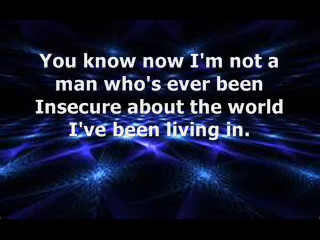 You know now I'm not a
man who's ever been
Insecure about the world
I've been living in.